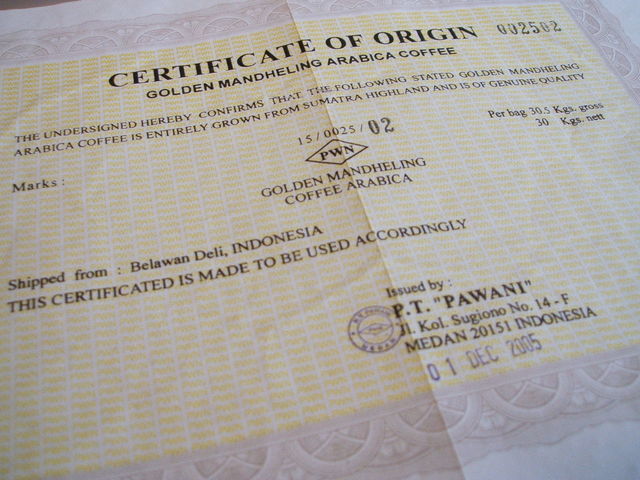 002502
CERTIFICATE OF ORIGIN
GOLDEN MANDHELING ARABICA COFFEE
THE UNDERSIGNED HEREBY CONFIRMS THAT THE FOLLOWING STATED GOLDEN MANDHELING
ARABICA COFFEE IS ENTIRELY GROWN FROM SUMATRA HIGHLAND AND IS OF GENUINE QUALITY
15/0025/02
Per bag 30.5 Kgs. gross
30 Kgs. nett
Marks :
PWN
GOLDEN MANDHELING
COFFEE ARABICA
Shipped from : Belawan Deli, INDONESIA
THIS CERTIFICATED IS MADE TO BE USED ACCORDINGLY
Issued by :
P.T. "PAWANI"
Jl. Kol. Sugiono No. 14 - F
MEDAN 20151 INDONESIA
MEDAN
01 DEC 2005